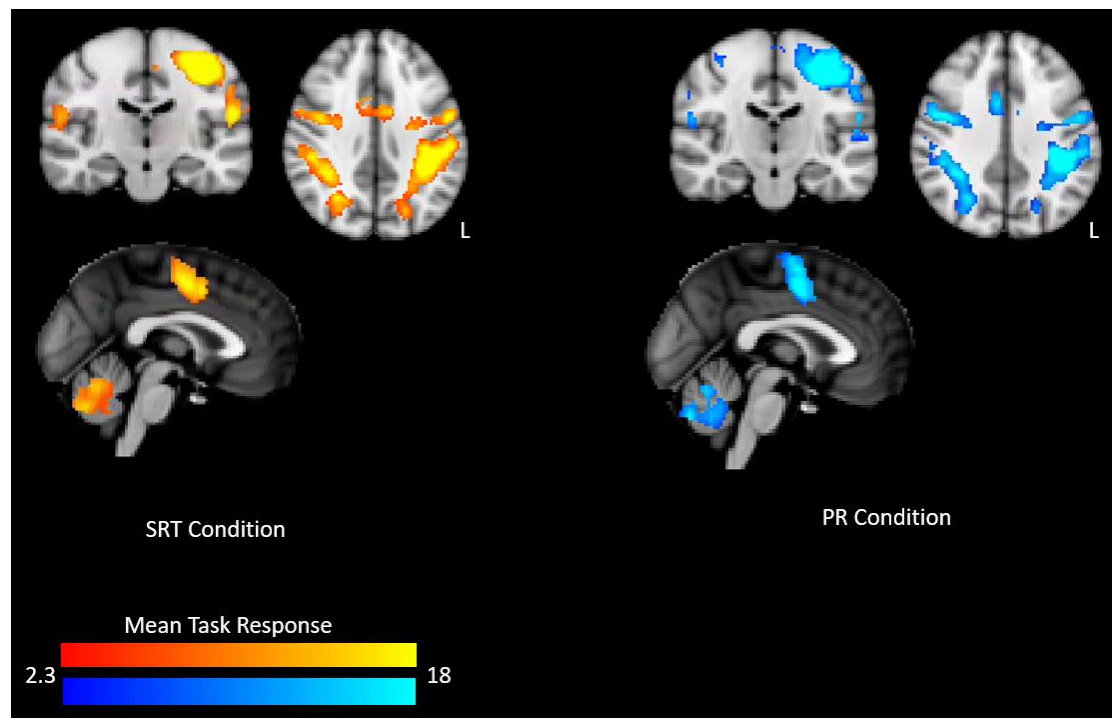 L
L
SRT Condition
PR Condition
Mean Task Response
2.3
18